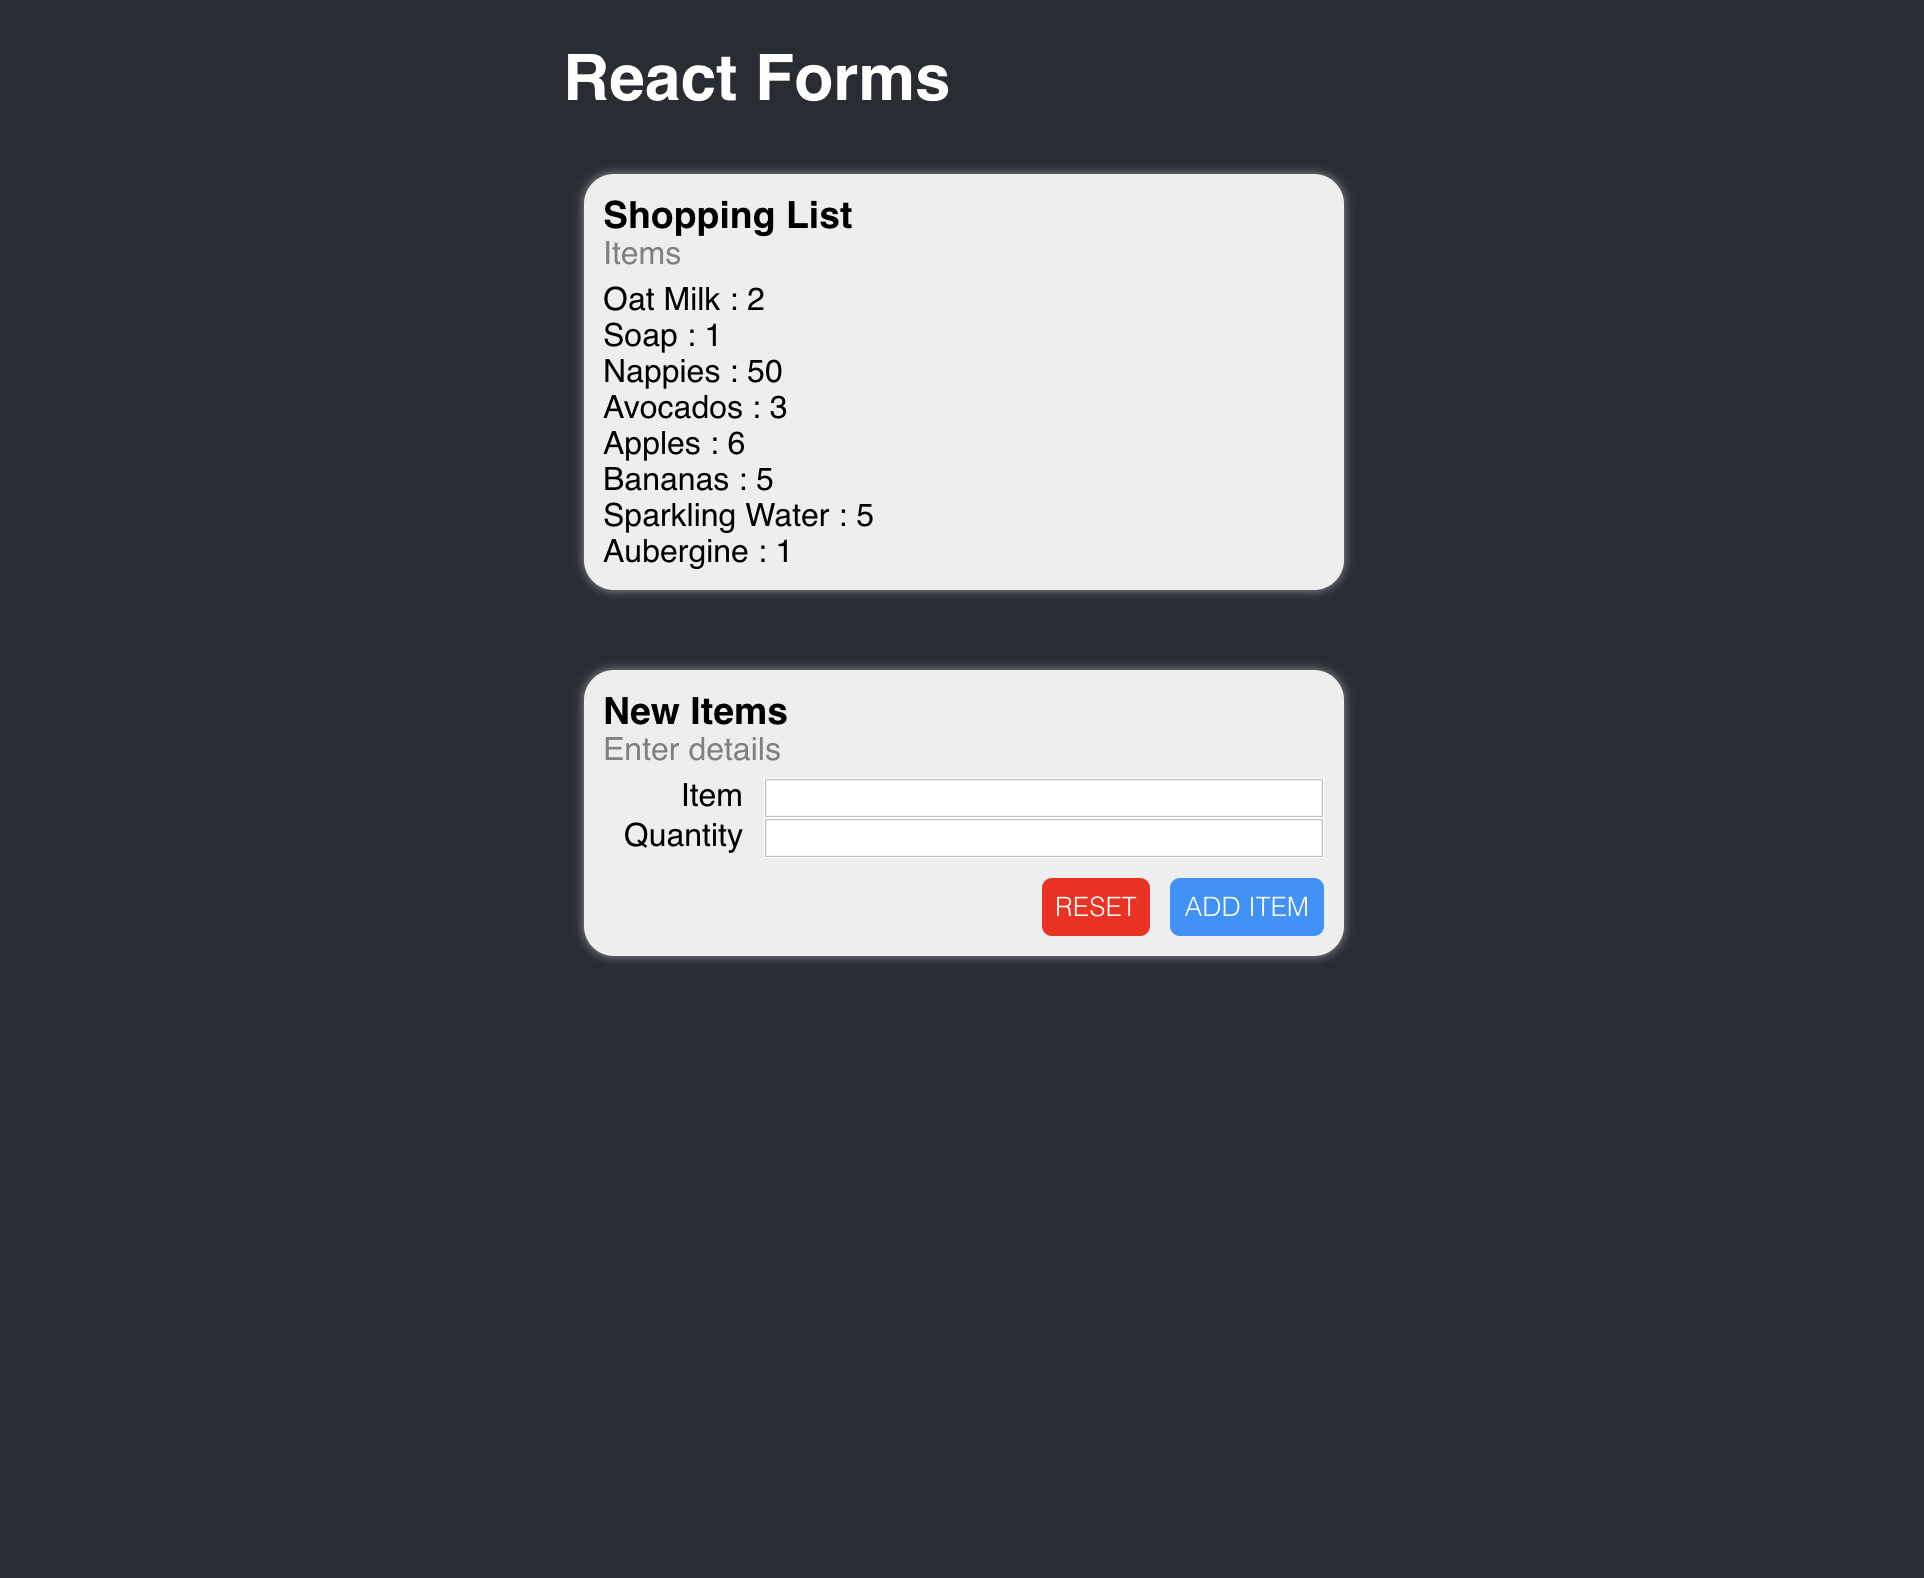 React Forms
Shopping List
Items
Oat Milk : 2
Soap : 1
Nappies : 50
Avocados : 3
Apples : 6
Bananas : 5
Sparkling Water : 5
Aubergine : 1
New Items
Enter details
Item
Quantity
RESET ADD ITEM